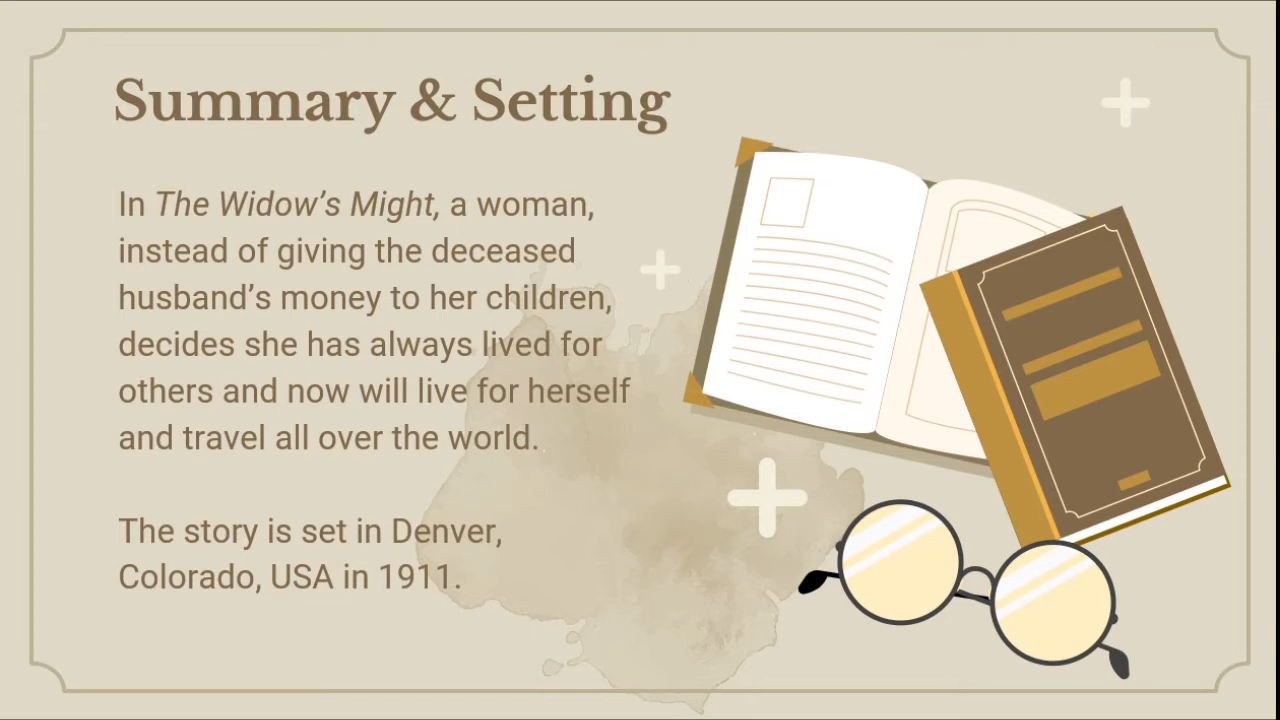 Summary & Setting
In The Widow’s Might, a woman,
instead of giving the deceased
husband’s money to her children,
decides she has always lived for
others and now will live for herself
and travel all over the world.
The story is set in Denver,
Colorado, USA in 1911.